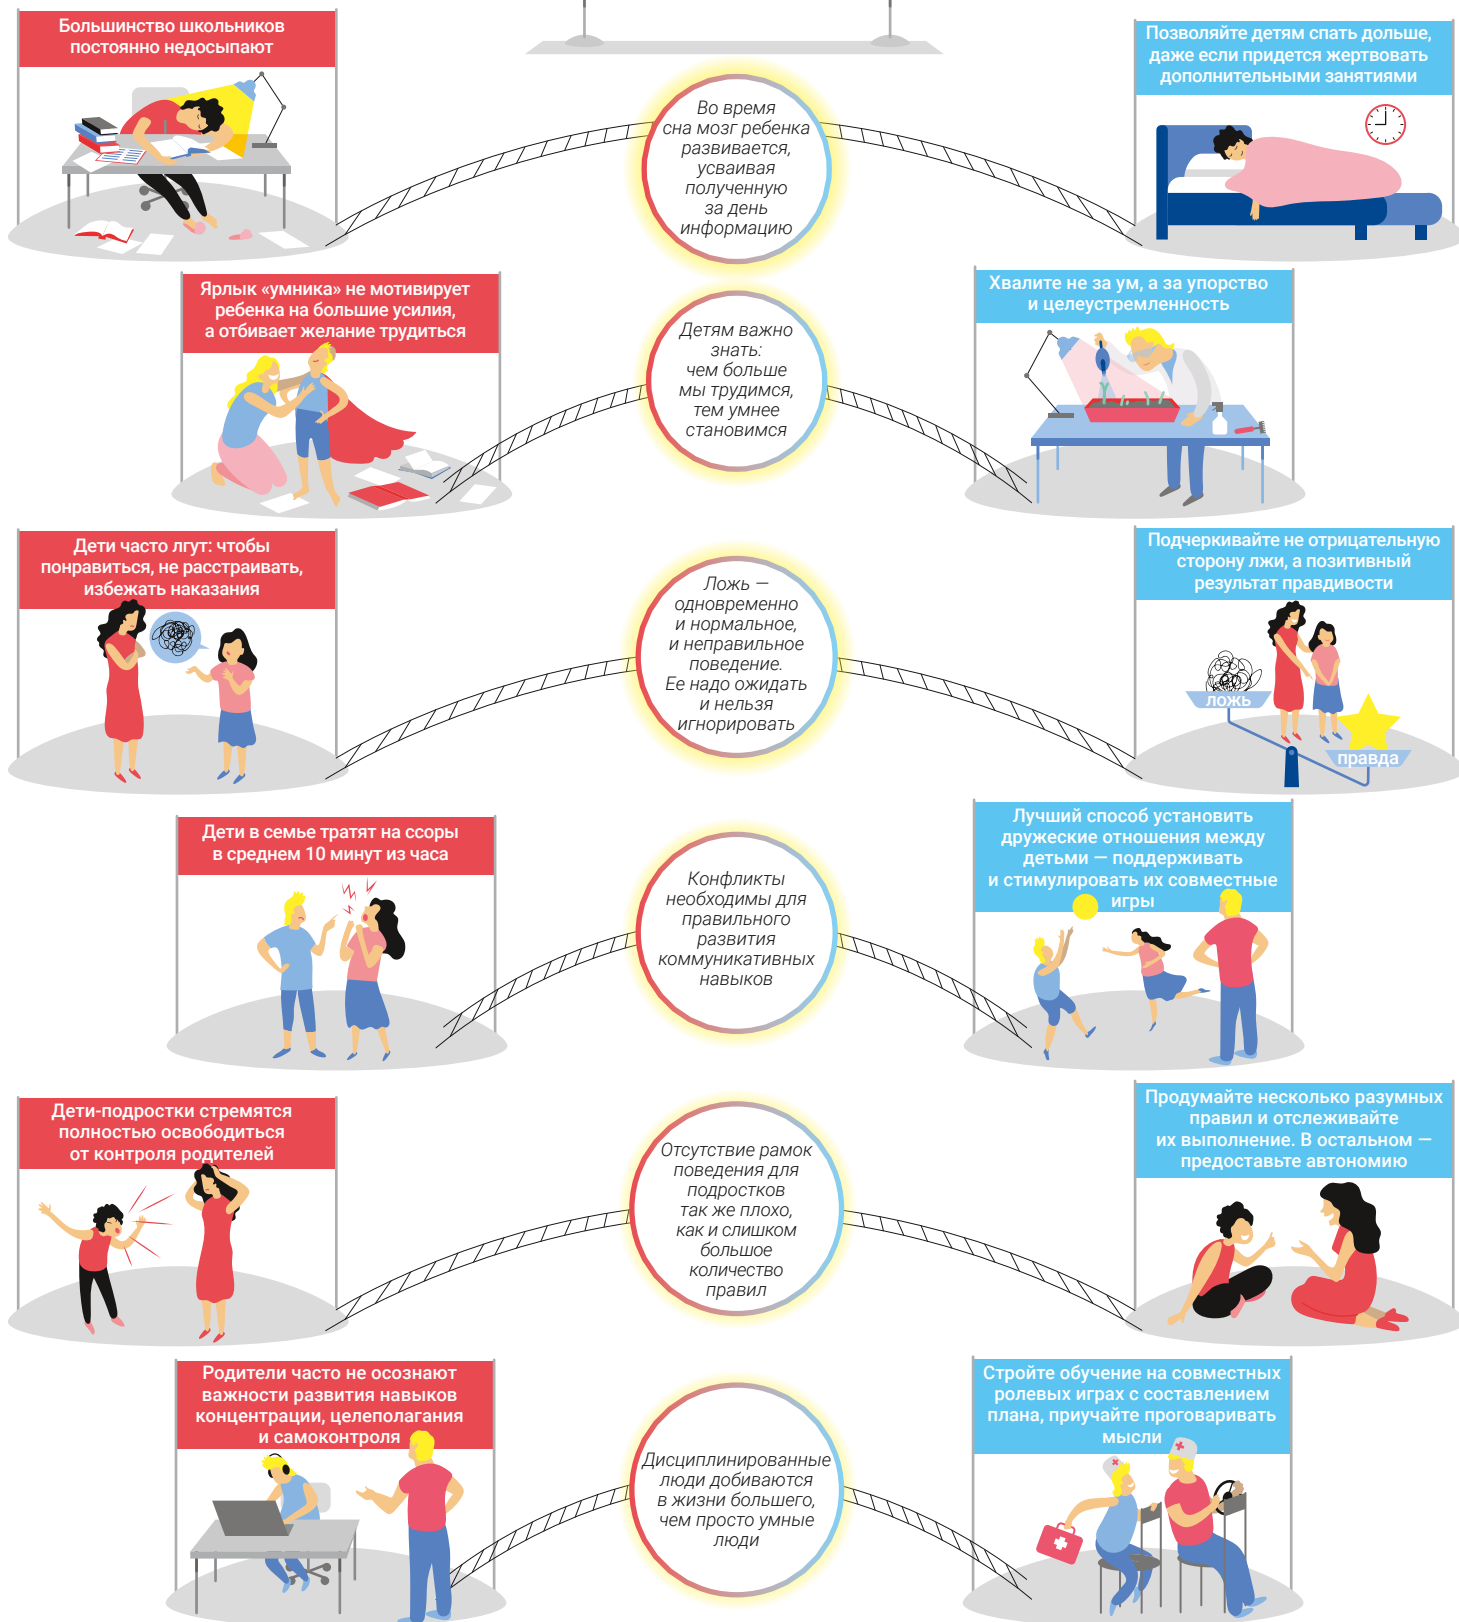 Большинство школьников
постоянно недосыпают
Во время
сна мозг ребенка
развивается,
усваивая
полученную
за день
информацию
Позволяйте детям спать дольше,
даже если придется жертвовать
дополнительными занятиями
Ярлык «умника» не мотивирует
ребенка на большие усилия,
а отбивает желание трудиться
Детям важно
знать:
чем больше
мы трудимся,
тем умнее
становимся
Хвалите не за ум, а за упорство
и целеустремленность
Дети часто лгут: чтобы
понравиться, не расстраивать,
избежать наказания
Ложь —
одновременно
и нормальное,
и неправильное
поведение.
Ее надо ожидать
и нельзя
игнорировать
Подчеркивайте не отрицательную
сторону лжи, а позитивный
результат правдивости
ложь
правда
Дети в семье тратят на ссоры
в среднем 10 минут из часа
Конфликты
необходимы для
правильного
развития
коммуникативных
навыков
Лучший способ установить
дружеские отношения между
детьми — поддерживать
и стимулировать их совместные
игры
Дети-подростки стремятся
полностью освободиться
от контроля родителей
Отсутствие рамок
поведения для
подростков
так же плохо,
как и слишком
большое
количество
правил
Продумайте несколько разумных
правил и отслеживайте
их выполнение. В остальном —
предоставьте автономию
Родители часто не осознают
важности развития навыков
концентрации, целеполагания
и самоконтроля
Дисциплинированные
люди добиваются
в жизни большего,
чем просто умные
люди
Стройте обучение на совместных
ролевых играх с составлением
плана, приучайте проговаривать
мысли